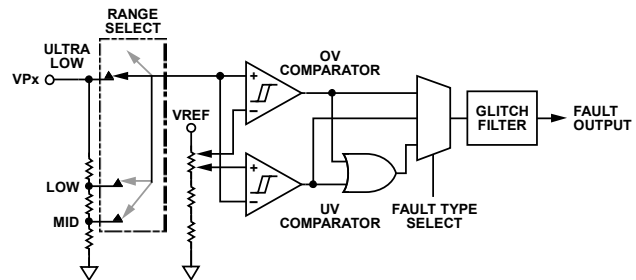 RANGE
SELECT
ULTRA
LOW
VPx
LOW
MID
VREF
+
–
OV
COMPARATOR
+
–
UV
COMPARATOR
FAULT TYPE
SELECT
GLITCH
FILTER
FAULT
OUTPUT